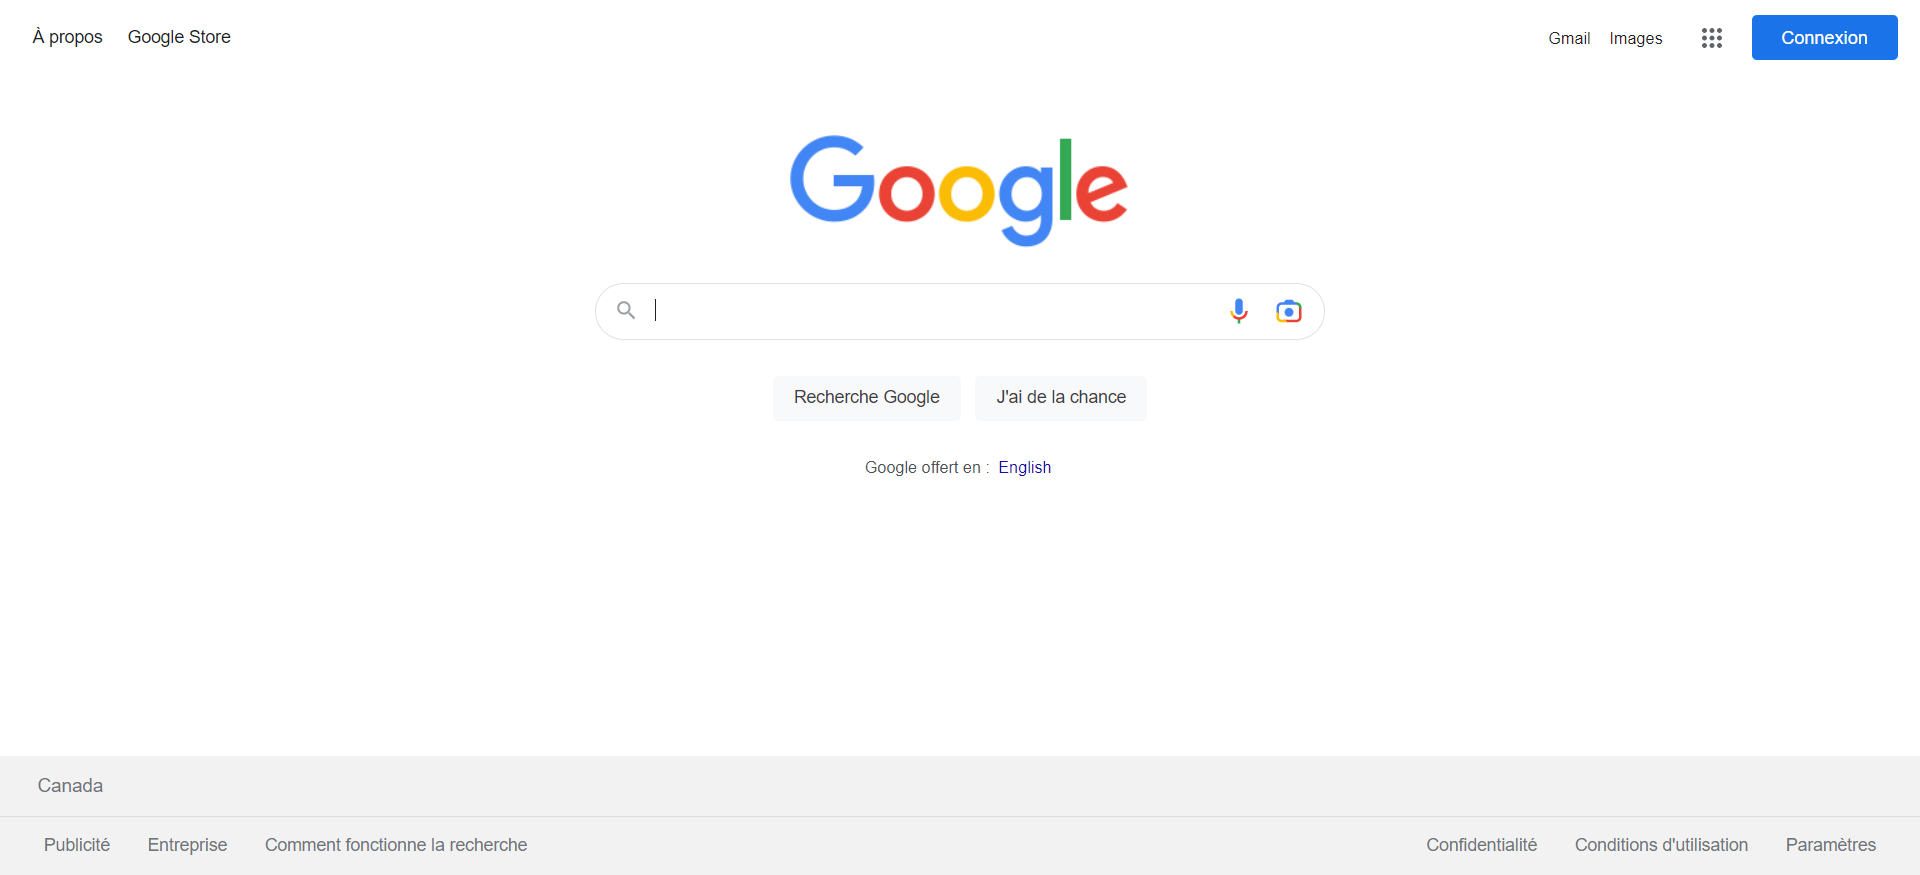 À propos Google Store Gmail Images Connexion
Google
Recherche Google J'ai de la chance
Google offert en : English
Canada
Publicité Entreprise Comment fonctionne la recherche Confidentialité Conditions d'utilisation Paramètres